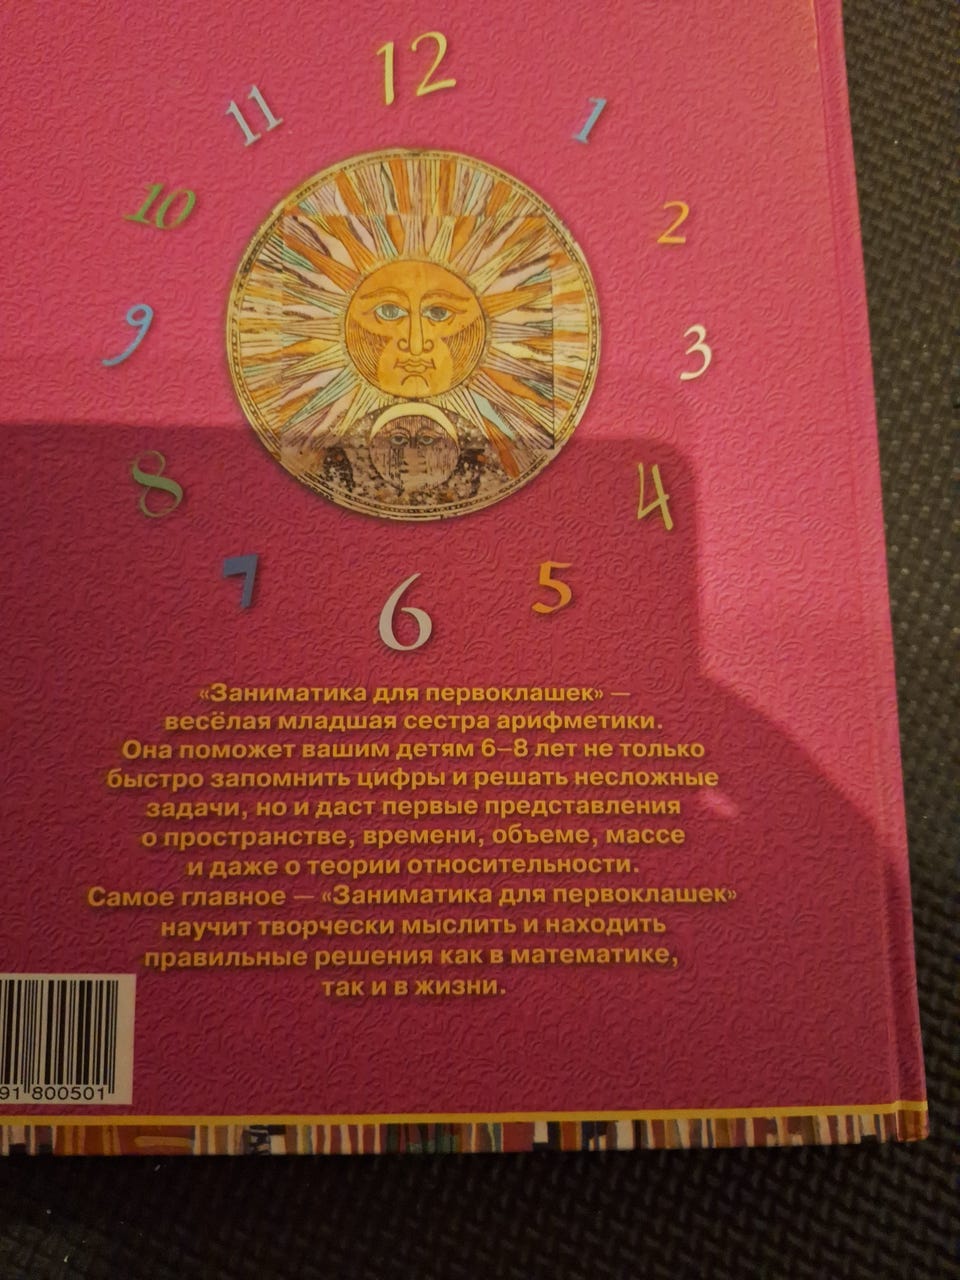 12
11
1
10
2
9
3
8
4
7
5
6
«Заниматика для первоклашек» —
весёлая младшая сестра арифметики.
Она поможет вашим детям 6–8 лет не только
быстро запомнить цифры и решать несложные
задачи, но и даст первые представления
о пространстве, времени, объеме, массе
и даже о теории относительности.
Самое главное — «Заниматика для первоклашек»
научит творчески мыслить и находить
правильные решения как в математике,
так и в жизни.
91 800501